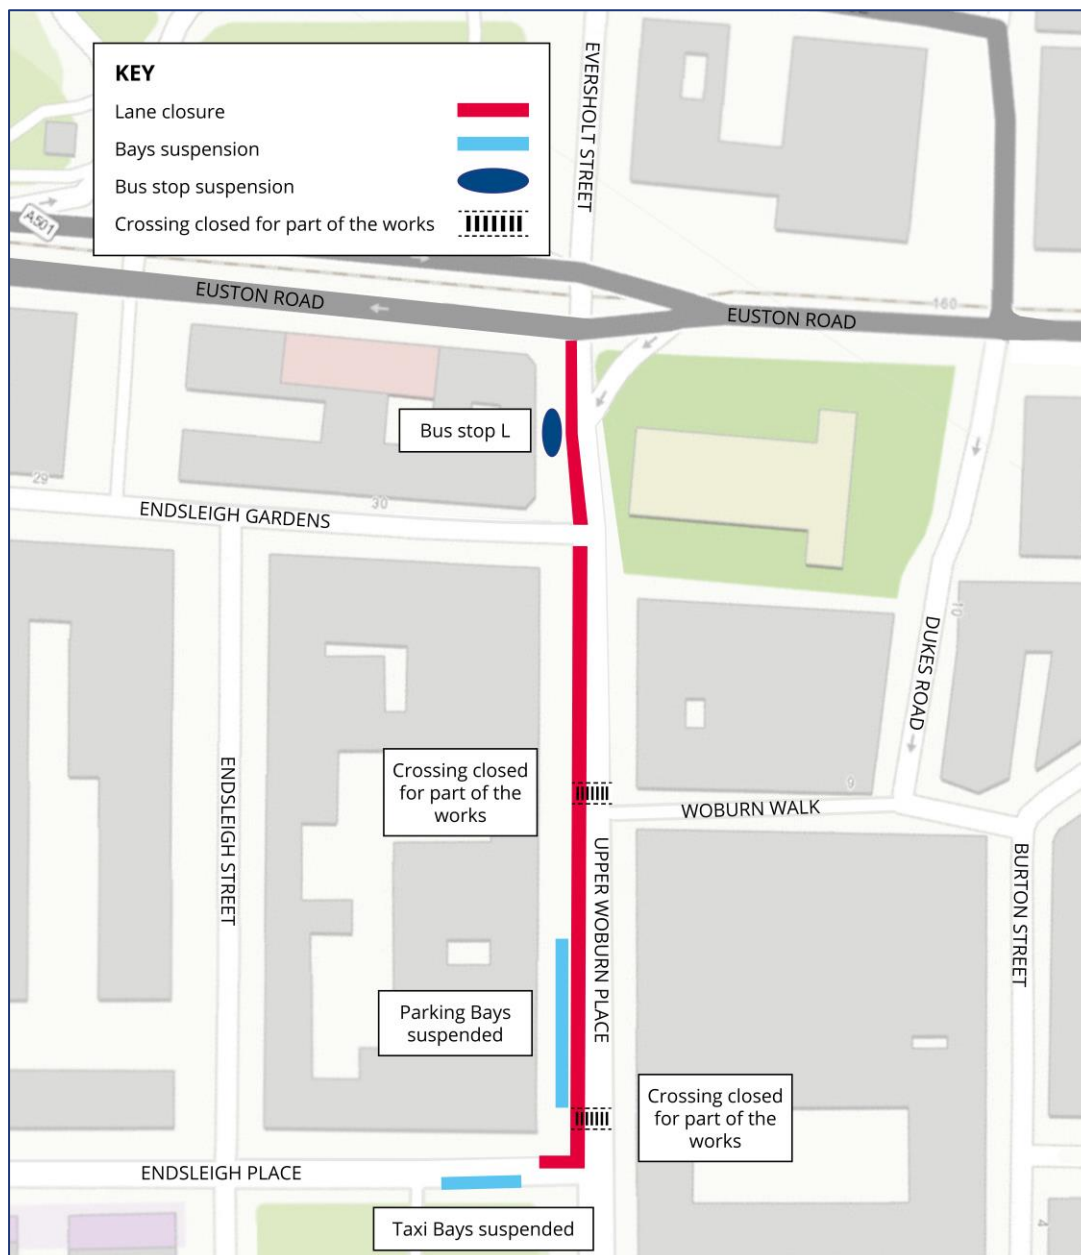 KEY
Lane closure
Bays suspension
Bus stop suspension
Crossing closed for part of the works
EVERSHOLT STREET
A501
EUSTON ROAD
EUSTON ROAD
160
Bus stop L
29
30
ENDSLEIGH GARDENS
10
DUKES ROAD
Crossing closed
for part of the
works
9
WOBURN WALK
ENDSLEIGH STREET
UPPER WOBURN PLACE
BURTON STREET
Parking Bays
suspended
Crossing closed
for part of the
works
ENDSLEIGH PLACE
Taxi Bays suspended
4